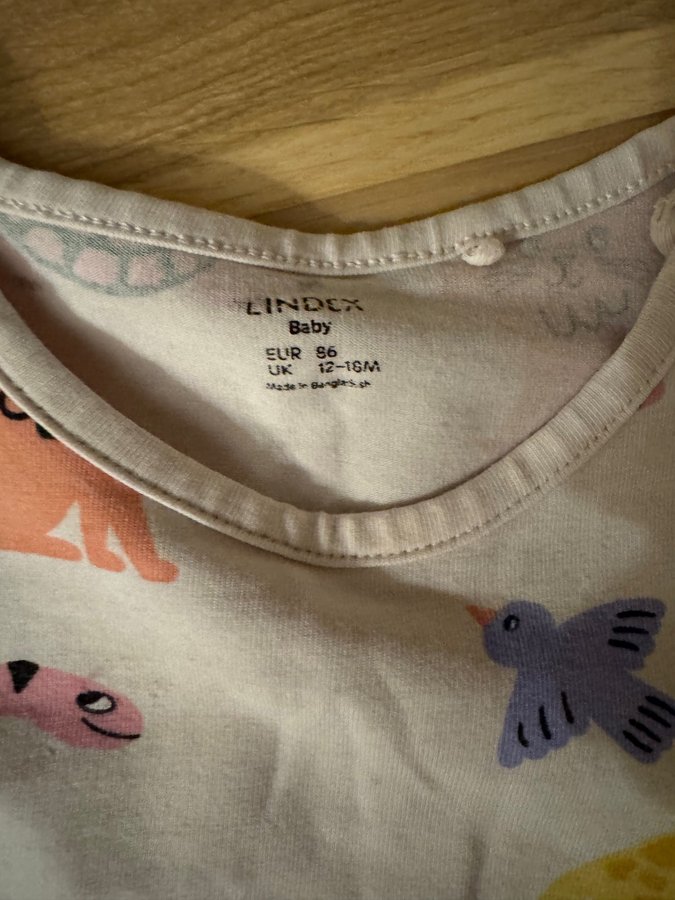 LINDEX
Baby
EUR 86
UK 12-18M
Made in Bangladesh